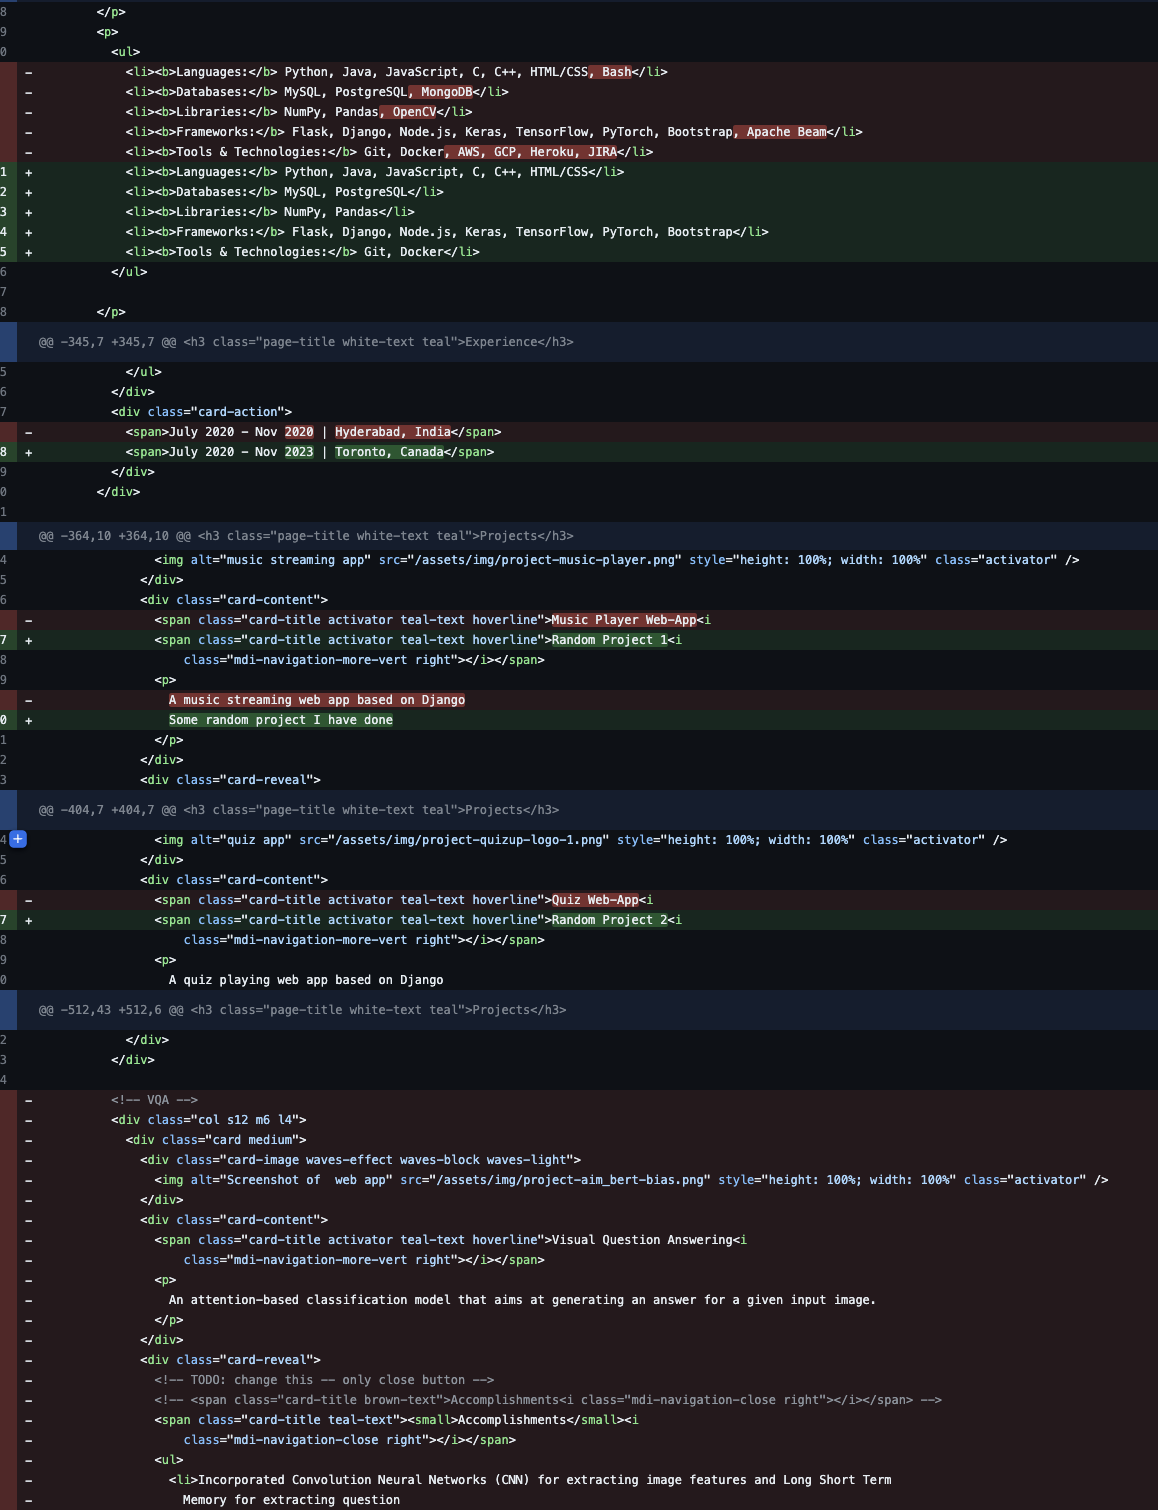 8 </p>
9 <p>
0 <ul>
- <li><b>Languages:</b> Python, Java, JavaScript, C, C++, HTML/CSS, Bash</li>
- <li><b>Databases:</b> MySQL, PostgreSQL, MongoDB</li>
- <li><b>Libraries:</b> NumPy, Pandas, OpenCV</li>
- <li><b>Frameworks:</b> Flask, Django, Node.js, Keras, TensorFlow, PyTorch, Bootstrap, Apache Beam</li>
- <li><b>Tools & Technologies:</b> Git, Docker, AWS, GCP, Heroku, JIRA</li>
1 + <li><b>Languages:</b> Python, Java, JavaScript, C, C++, HTML/CSS</li>
2 + <li><b>Databases:</b> MySQL, PostgreSQL</li>
3 + <li><b>Libraries:</b> NumPy, Pandas</li>
4 + <li><b>Frameworks:</b> Flask, Django, Node.js, Keras, TensorFlow, PyTorch, Bootstrap</li>
5 + <li><b>Tools & Technologies:</b> Git, Docker</li>
6 </ul>
7
8 </p>
@@ -345,7 +345,7 @@ <h3 class="page-title white-text teal">Experience</h3>
5 </ul>
6 </div>
7 <div class="card-action">
- <span>July 2020 - Nov 2020 | Hyderabad, India</span>
8 + <span>July 2020 - Nov 2023 | Toronto, Canada</span>
9 </div>
0 </div>
1
@@ -364,10 +364,10 @@ <h3 class="page-title white-text teal">Projects</h3>
4 <img alt="music streaming app" src="/assets/img/project-music-player.png" style="height: 100%; width: 100%" class="activator" />
5 </div>
6 <div class="card-content">
- <span class="card-title activator teal-text hoverline">Music Player Web-App<i
7 + <span class="card-title activator teal-text hoverline">Random Project 1<i
8 class="mdi-navigation-more-vert right"></i></span>
9 <p>
- A music streaming web app based on Django
0 + Some random project I have done
1 </p>
2 </div>
3 <div class="card-reveal">
@@ -404,7 +404,7 @@ <h3 class="page-title white-text teal">Projects</h3>
4 + <img alt="quiz app" src="/assets/img/project-quizup-logo-1.png" style="height: 100%; width: 100%" class="activator" />
5 </div>
6 <div class="card-content">
- <span class="card-title activator teal-text hoverline">Quiz Web-App<i
7 + <span class="card-title activator teal-text hoverline">Random Project 2<i
8 class="mdi-navigation-more-vert right"></i></span>
9 <p>
0 A quiz playing web app based on Django
@@ -512,43 +512,6 @@ <h3 class="page-title white-text teal">Projects</h3>
2 </div>
3 </div>
4
- <!-- VQA -->
- <div class="col s12 m6 l4">
- <div class="card medium">
- <div class="card-image waves-effect waves-block waves-light">
- <img alt="Screenshot of  web app" src="/assets/img/project-aim_bert-bias.png" style="height: 100%; width: 100%" class="activator" />
- </div>
- <div class="card-content">
- <span class="card-title activator teal-text hoverline">Visual Question Answering<i
- class="mdi-navigation-more-vert right"></i></span>
- <p>
- An attention-based classification model that aims at generating an answer for a given input image.
- </p>
- </div>
- <div class="card-reveal">
- <!-- TODO: change this -- only close button -->
- <!-- <span class="card-title brown-text">Accomplishments<i class="mdi-navigation-close right"></i></span> -->
- <span class="card-title teal-text"><small>Accomplishments</small><i
- class="mdi-navigation-close right"></i></span>
- <ul>
- <li>Incorporated Convolution Neural Networks (CNN) for extracting image features and Long Short Term
- Memory for extracting question